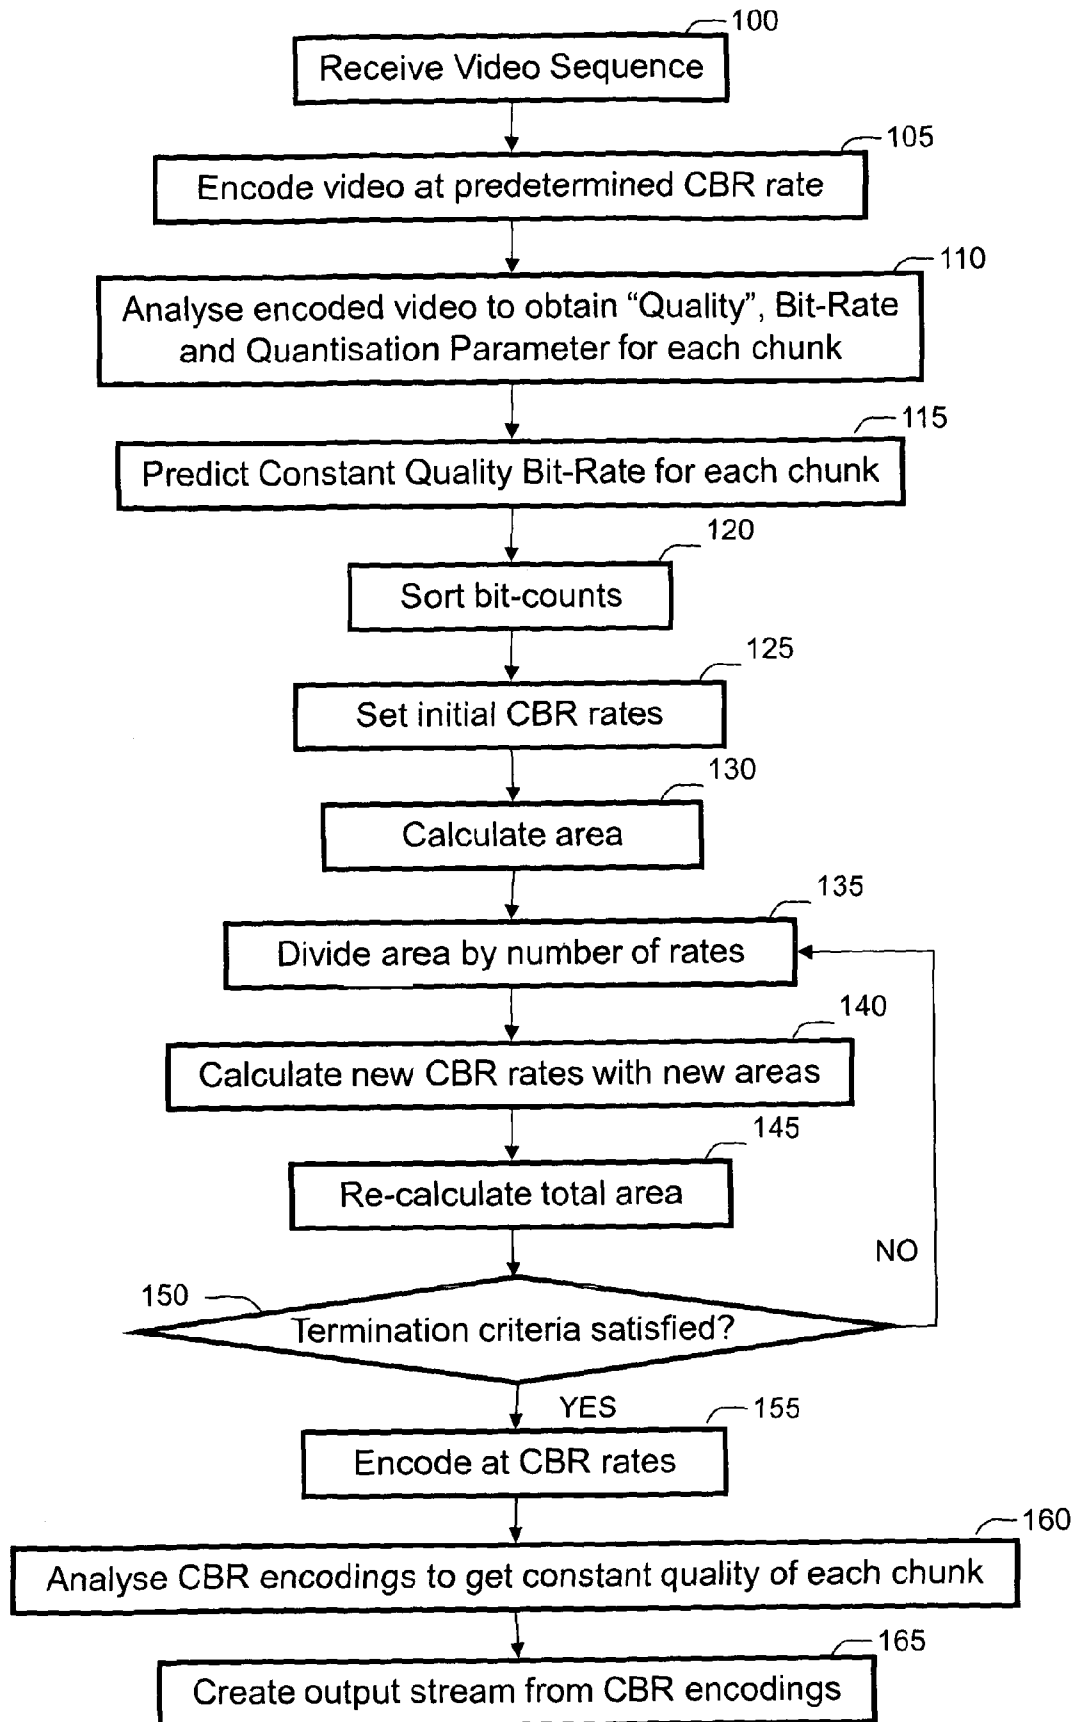 100
Receive Video Sequence
105
Encode video at predetermined CBR rate
110
Analyse encoded video to obtain “Quality”, Bit-Rate
and Quantisation Parameter for each chunk
115
Predict Constant Quality Bit-Rate for each chunk
120
Sort bit-counts
125
Set initial CBR rates
130
Calculate area
135
Divide area by number of rates
140
Calculate new CBR rates with new areas
145
Re-calculate total area
NO
150
Termination criteria satisfied?
YES
155
Encode at CBR rates
160
Analyse CBR encodings to get constant quality of each chunk
165
Create output stream from CBR encodings